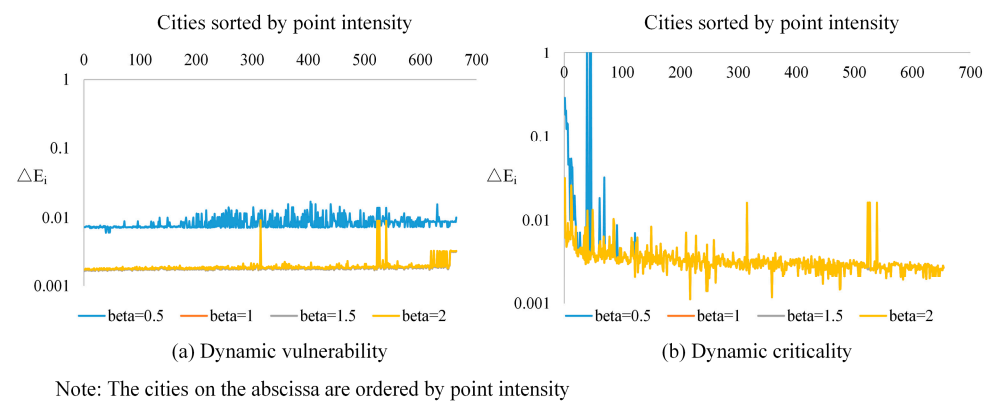 Cities sorted by point intensity
0 100 200 300 400 500 600 700
1
0.1
△Ei
0.01
0.001
beta=0.5 beta=1 beta=1.5 beta=2
(a) Dynamic vulnerability
Cities sorted by point intensity
1
0 100 200 300 400 500 600 700
0.1
△Ei
0.01
0.001
beta=0.5 beta=1 beta=1.5 beta=2
(b) Dynamic criticality
Note: The cities on the abscissa are ordered by point intensity